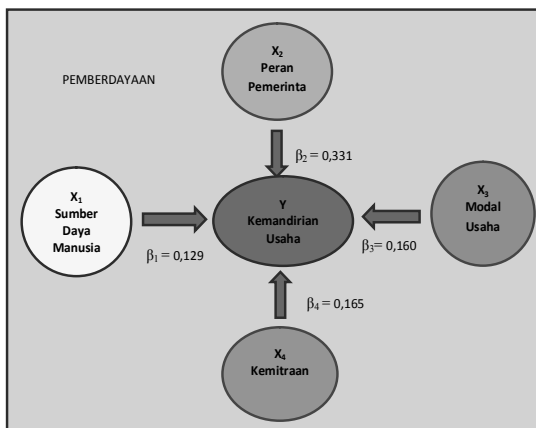 X₂
Peran
Pemerinta
PEMBERDAYAAN
β₂ = 0,331
X₁
Sumber
Daya
Manusia
Y
Kemandirian
Usaha
X₃
Modal
Usaha
β₁ = 0,129
β₃ = 0,160
β₄ = 0,165
X₄
Kemitraan